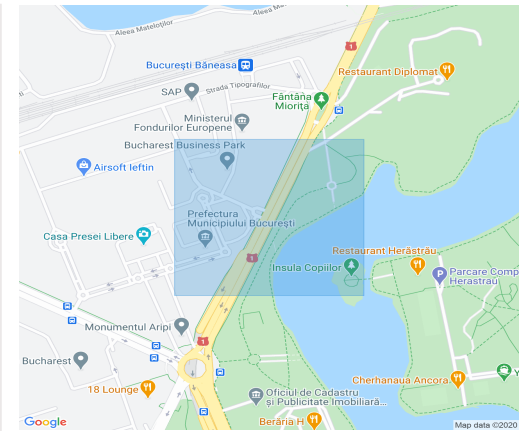 Aleea Mateloților
Aleea
1
București Băneasa
Restaurant Diplomat
SAP
Strada Tipografilor
Fântâna
Miorița
Ministerul
Fondurilor Europene
Bucharest Business Park
Airsoft Ieftin
Prefectura
Municipiului București
Casa Presei Libere
Restaurant Herăstrău
1
Insula Copiilor
P
Parcare Comp
Herastrau
Monumentul Aripi
1
Bucharest
Cherhanaua Ancora
Y
18 Lounge
Oficiul de Cadastru
și Publicitate Imobiliară...
Berăria H
Google
Map data ©2020